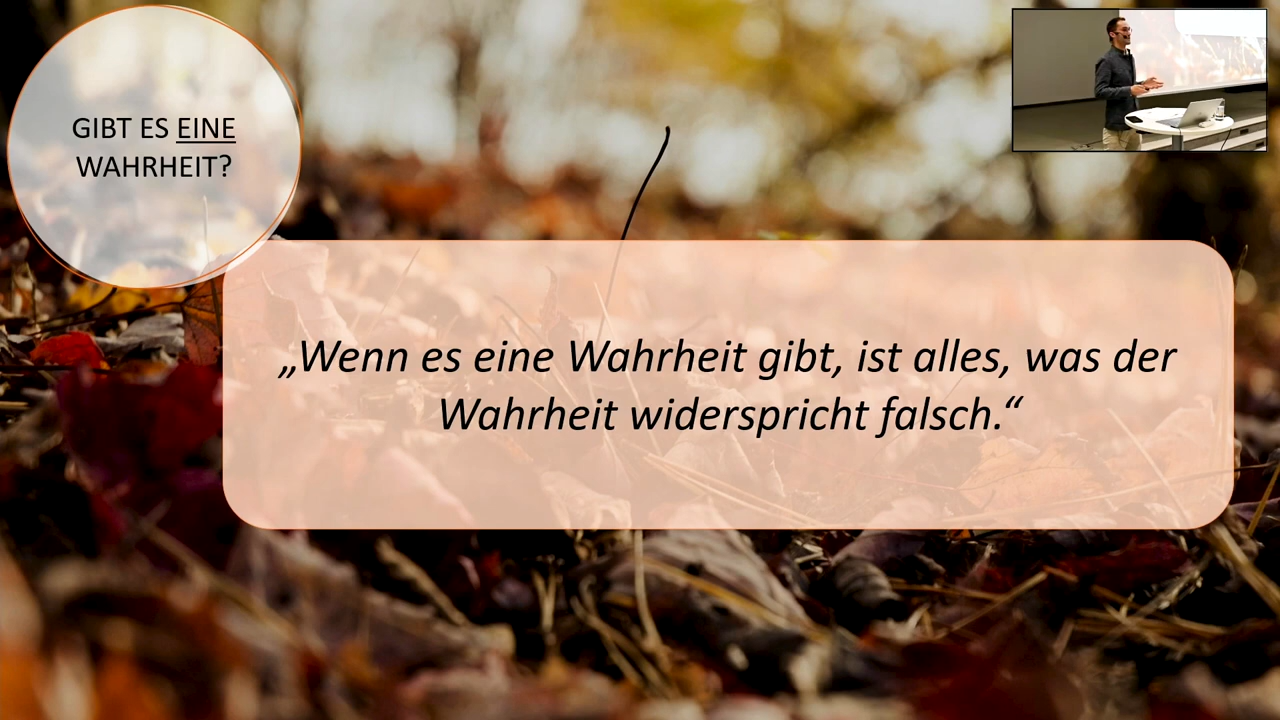 GIBT ES EINE
WAHRHEIT?
„Wenn es eine Wahrheit gibt, ist alles, was der
Wahrheit widerspricht falsch.“